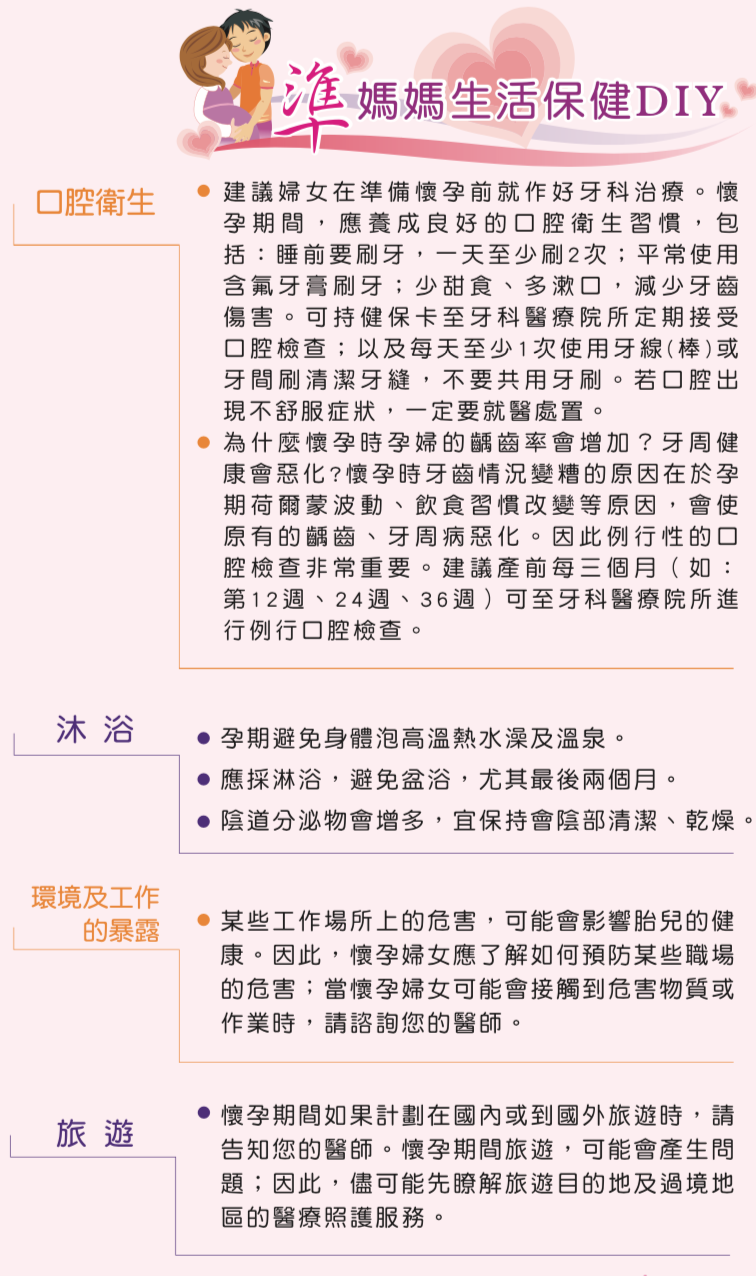 準媽媽生活保健DIY
口腔衛生
● 建議婦女在準備懷孕前就作好牙科治療。懷
孕期間，應養成良好的口腔衛生習慣，包
括：睡前要刷牙，一天至少刷2次；平常使用
含氟牙膏刷牙；少甜食、多漱口，減少牙齒
傷害。可持健保卡至牙科醫療院所定期接受
口腔檢查；以及每天至少1次使用牙線(棒)或
牙間刷清潔牙縫，不要共用牙刷。若口腔出
現不舒服症狀，一定要就醫處置。
● 為什麼懷孕時孕婦的齲齒率會增加？牙周健
康會惡化?懷孕時牙齒情況變糟的原因在於孕
期荷爾蒙波動、飲食習慣改變等原因，會使
原有的齲齒、牙周病惡化。因此例行性的口
腔檢查非常重要。建議產前每三個月（如：
第12週、24週、36週）可至牙科醫療院所進
行例行口腔檢查。
沐 浴
● 孕期避免身體泡高溫熱水澡及溫泉。
● 應採淋浴，避免盆浴，尤其最後兩個月。
● 陰道分泌物會增多，宜保持會陰部清潔、乾燥。
環境及工作
的暴露
● 某些工作場所上的危害，可能會影響胎兒的健
康。因此，懷孕婦女應了解如何預防某些職場
的危害；當懷孕婦女可能會接觸到危害物質或
作業時，請諮詢您的醫師。
旅 遊
● 懷孕期間如果計劃在國內或到國外旅遊時，請
告知您的醫師。懷孕期間旅遊，可能會產生問
題；因此，儘可能先瞭解旅遊目的地及過境地
區的醫療照護服務。